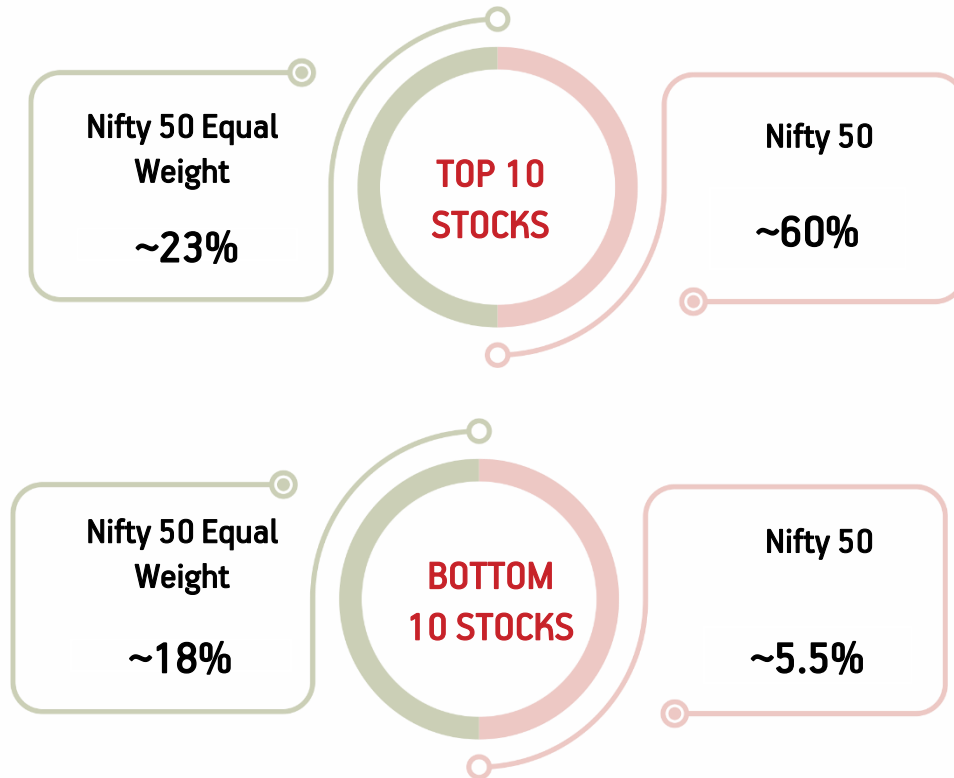 Nifty 50 Equal
Weight
~23%
TOP 10
STOCKS
Nifty 50
~60%
Nifty 50 Equal
Weight
~18%
BOTTOM
10 STOCKS
Nifty 50
~5.5%